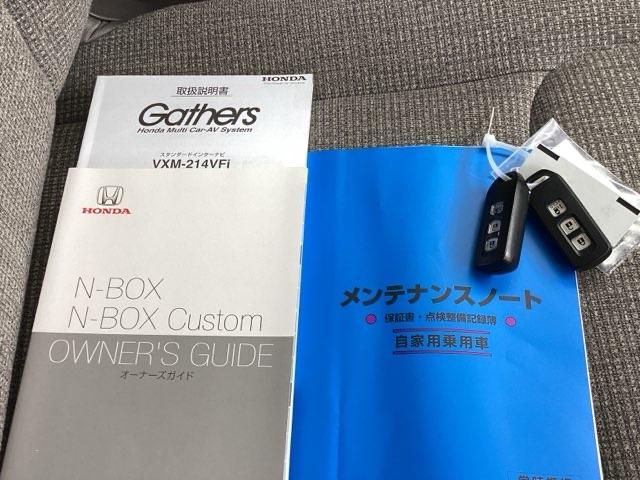 HONDA
取扱説明書
Gathers
Honda Multi Car-AV System
スタンダードインターナビ
VXM-214VFi
HONDA
N-BOX
N-BOX Custom
OWNER'S GUIDE
オーナーズガイド
メンテナンスノート
保証書・点検整備記録簿
自家用乗用車